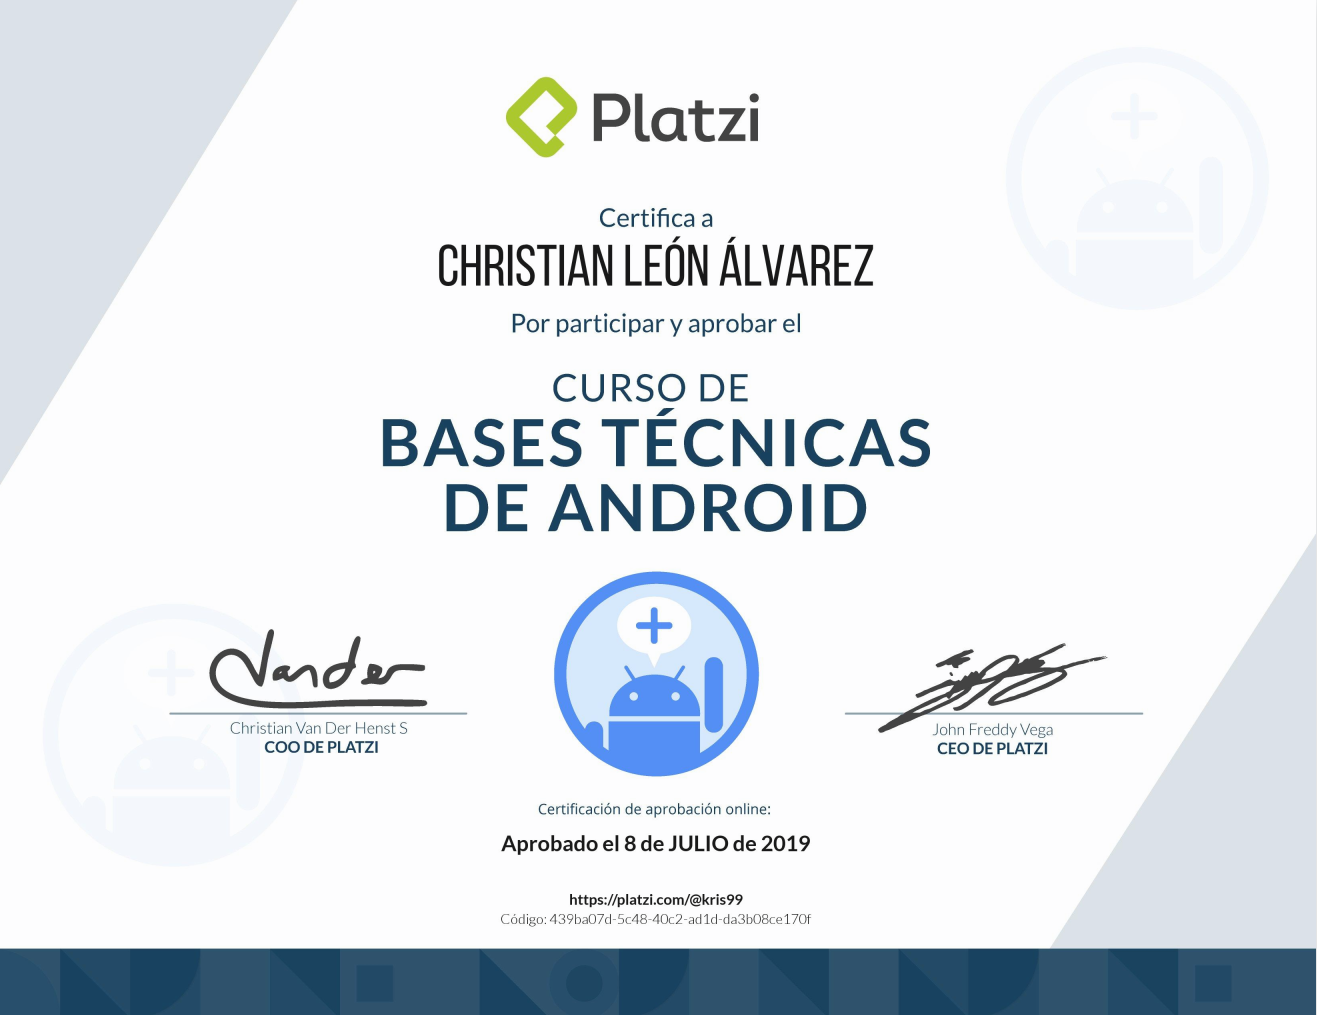 Platzi
Certifica a
CHRISTIAN LEÓN ÁLVAREZ
Por participar y aprobar el
CURSO DE
BASES TÉCNICAS
DE ANDROID
Vander
Christian Van Der Henst S
COO DE PLATZI
John Freddy Vega
CEO DE PLATZI
Certificación de aprobación online:
Aprobado el 8 de JULIO de 2019
https://platzi.com/@kris99
Código: 439ba07d-5c48-40c2-ad1d-da3b08ce170f